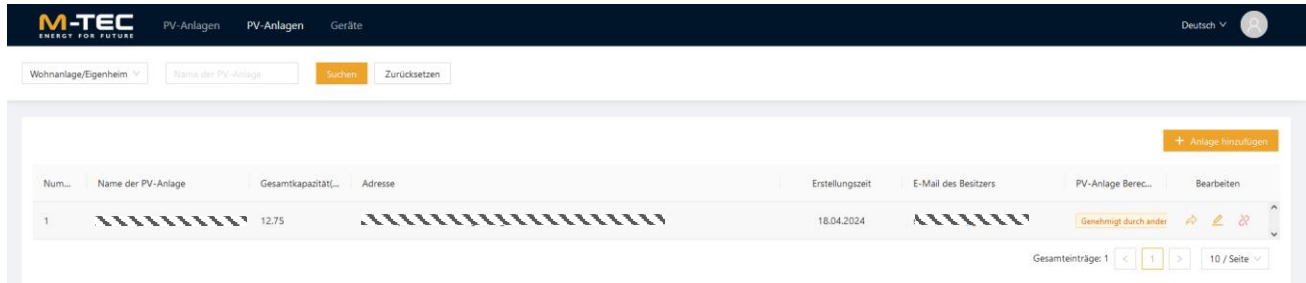 M-TEC PV-Anlagen PV-Anlagen Geräte Deutsch
ENERGY FOR FUTURE
Wohnanlage/Eigenheim Name der PV-Anlage Suchen Zurücksetzen
+ Anlage hinzufügen
Num... Name der PV-Anlage Gesamtkapazität(... Adresse Erstellungszeit E-Mail des Besitzers PV-Anlage Berec... Bearbeiten
1 12.75 18.04.2024 Genehmigt durch ander
Gesamteinträge: 1 < 1 > 10 / Seite